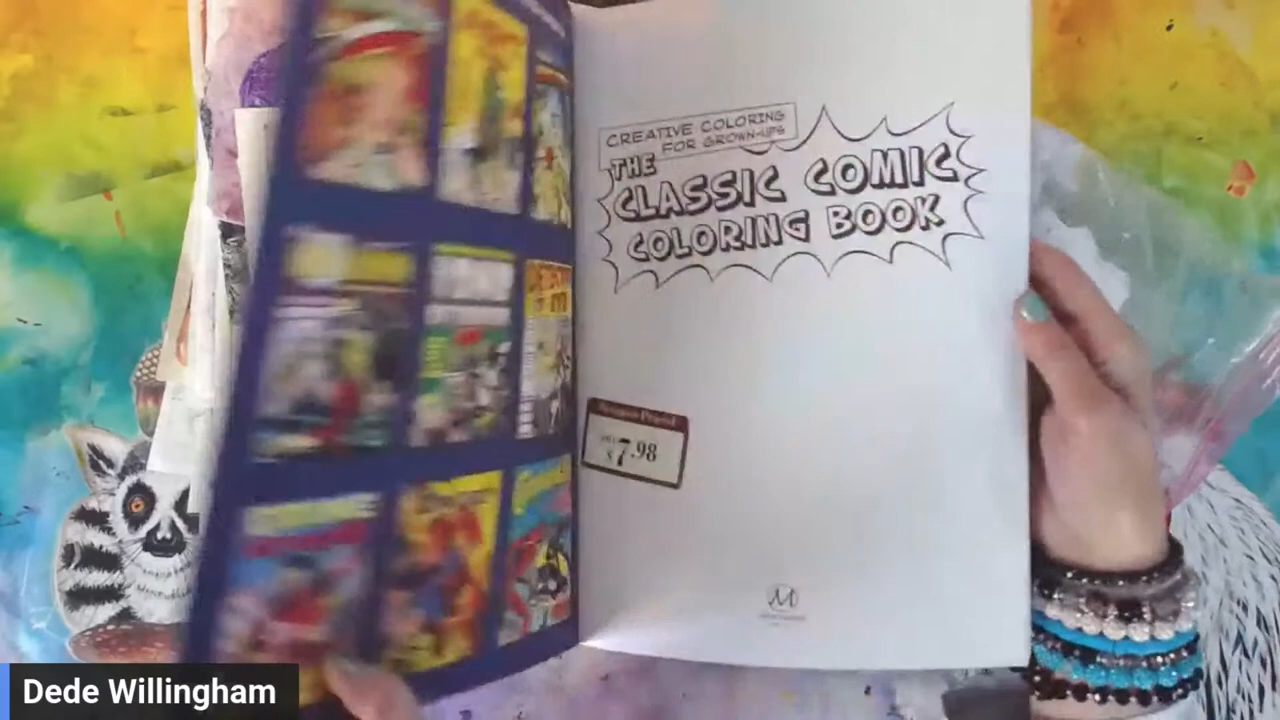 CREATIVE COLORING
FOR GROWN-UPS
THE
CLASSIC COMIC
COLORING BOOK
$7.98
Dede Willingham